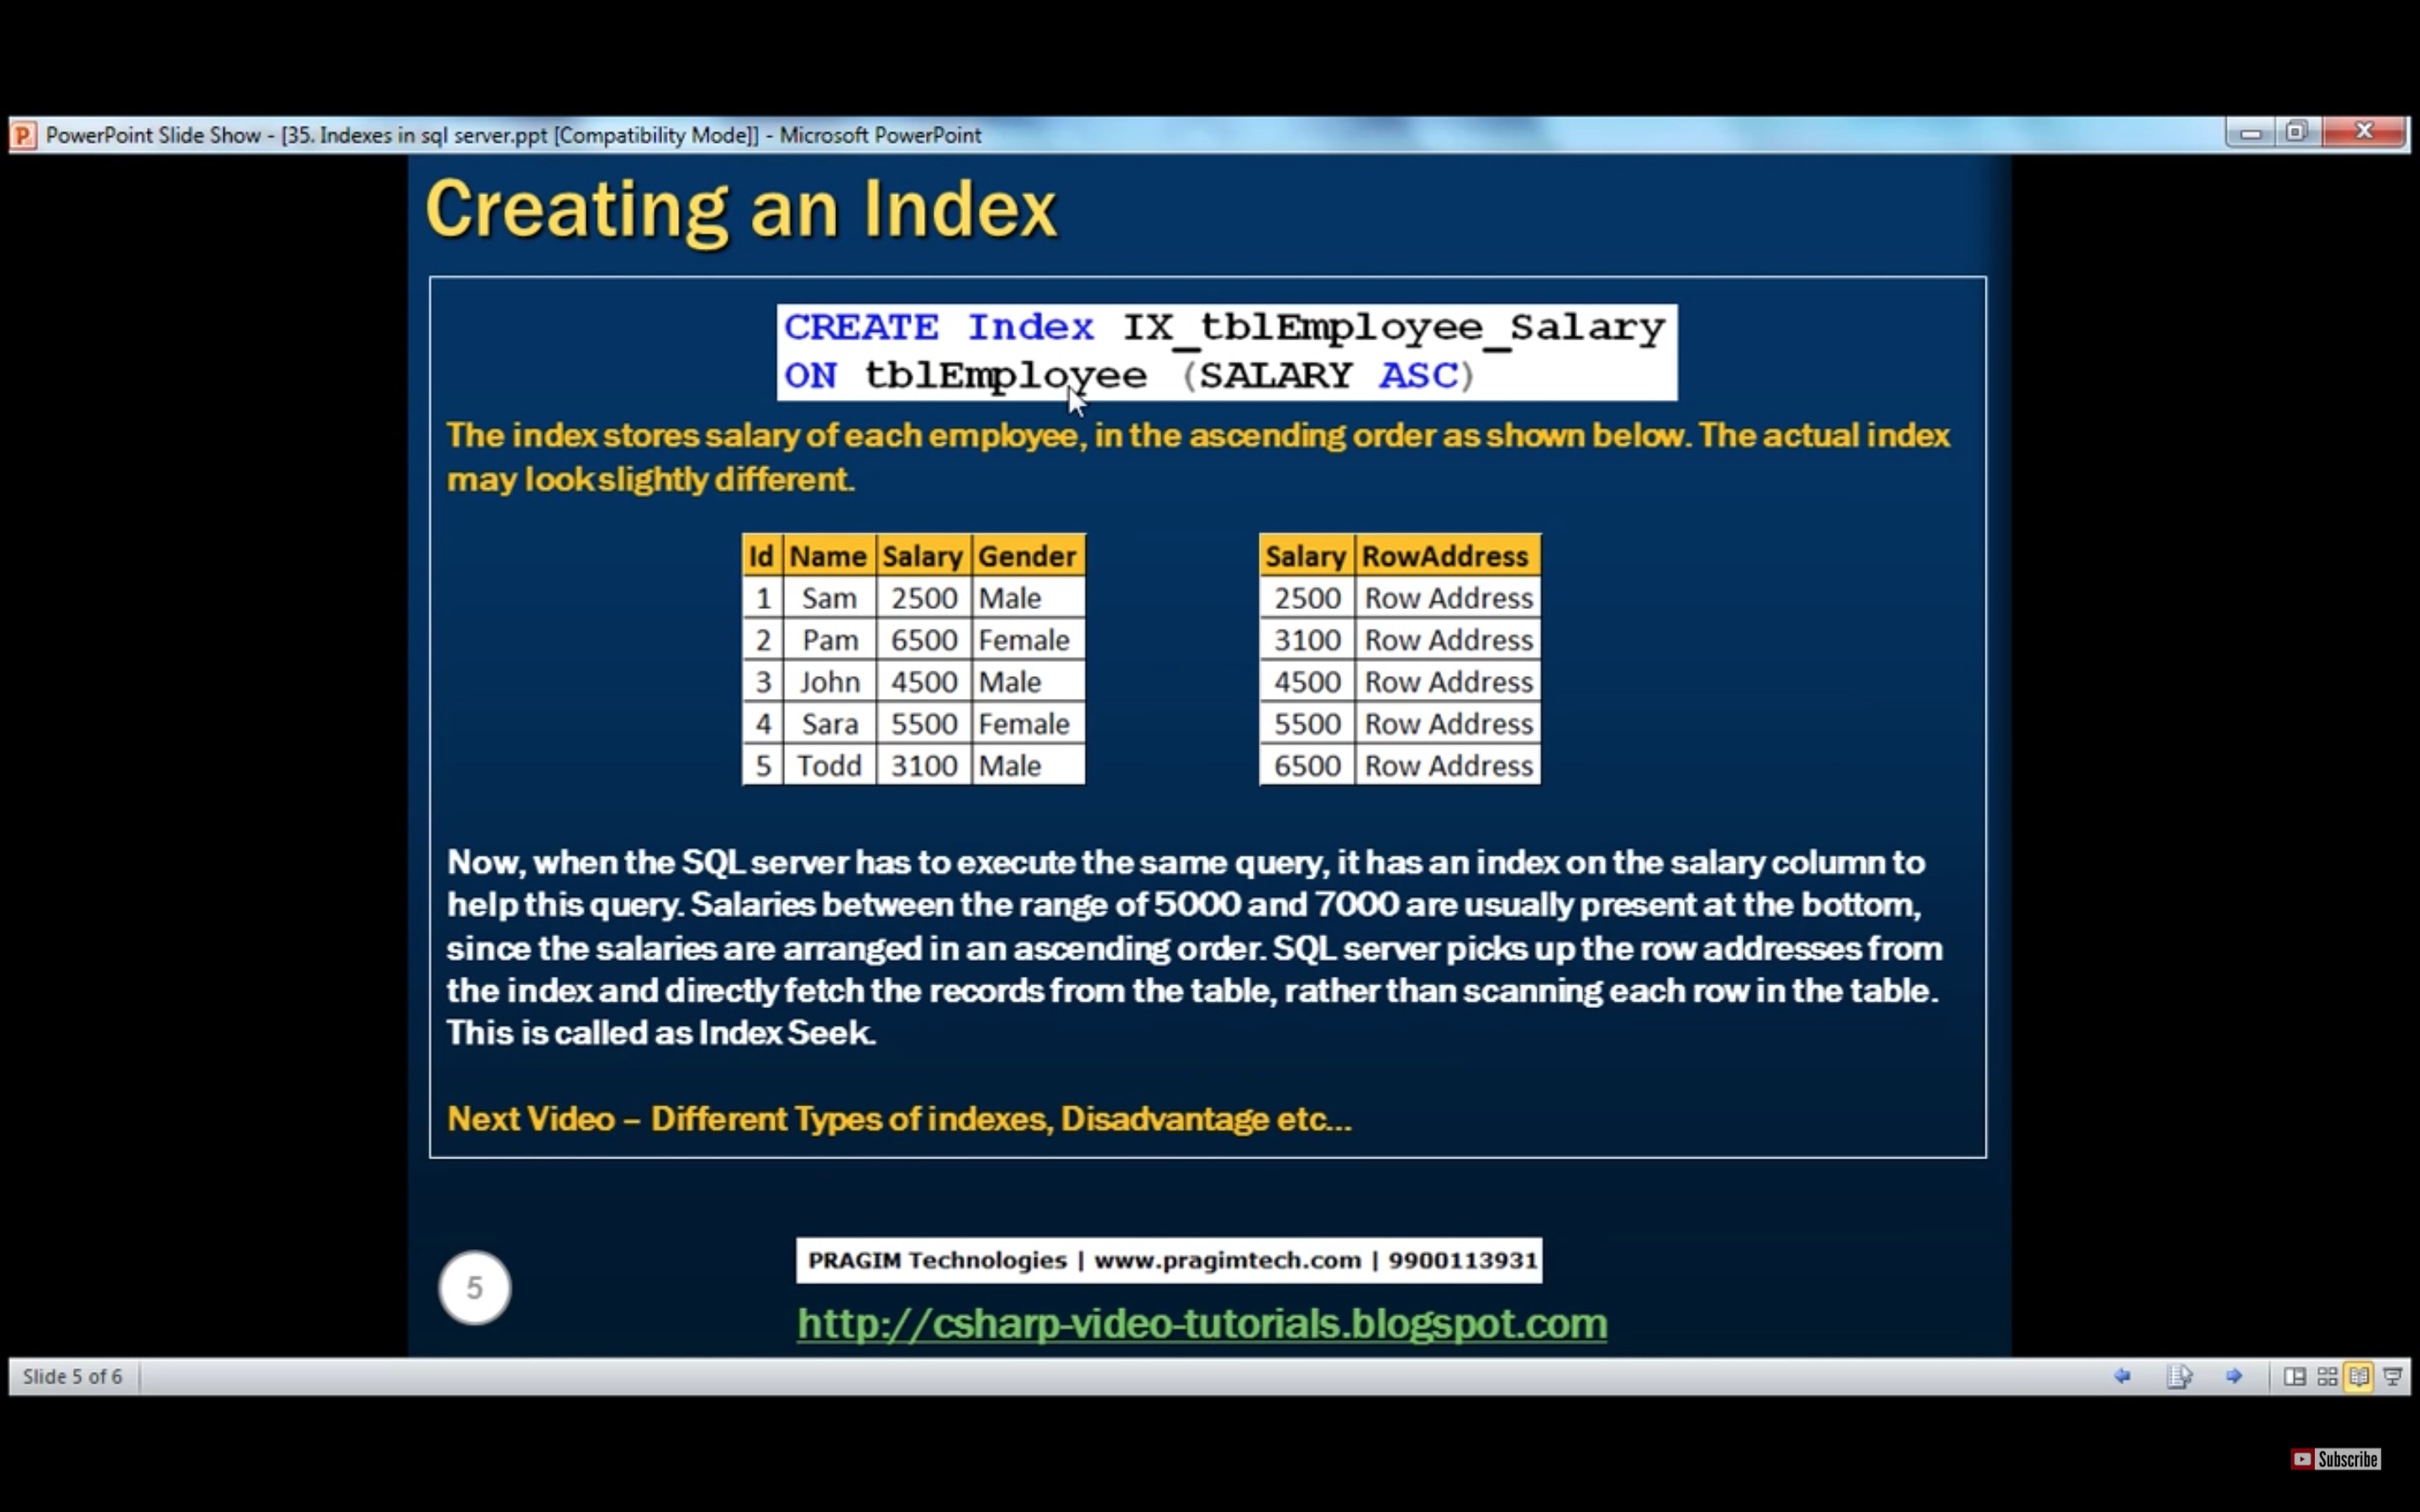 PowerPoint Slide Show - [35. Indexes in sql server.ppt [Compatibility Mode]] - Microsoft PowerPoint
Creating an Index
CREATE Index IX_tblEmployee_Salary
ON tblEmployee (SALARY ASC)
The index stores salary of each employee, in the ascending order as shown below. The actual index
may look slightly different.
Id Name Salary Gender
1 Sam 2500 Male
2 Pam 6500 Female
3 John 4500 Male
4 Sara 5500 Female
5 Todd 3100 Male
Salary RowAddress
2500 Row Address
3100 Row Address
4500 Row Address
5500 Row Address
6500 Row Address
Now, when the SQL server has to execute the same query, it has an index on the salary column to
help this query. Salaries between the range of 5000 and 7000 are usually present at the bottom,
since the salaries are arranged in an ascending order. SQL server picks up the row addresses from
the index and directly fetch the records from the table, rather than scanning each row in the table.
This is called as Index Seek.
Next Video – Different Types of indexes, Disadvantage etc...
5
PRAGIM Technologies | www.pragimtech.com | 9900113931
http://csharp-video-tutorials.blogspot.com
Slide 5 of 6
Subscribe